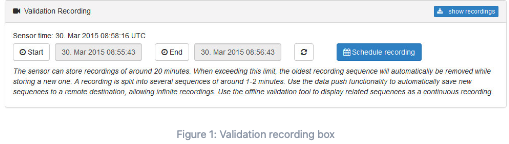 Validation Recording
show recordings
Sensor time: 30. Mar 2015 08:58:16 UTC
Start 30. Mar 2015 08:55:43 End 30. Mar 2015 08:56:43 Schedule recording
The sensor can store recordings of around 20 minutes. When exceeding this limit, the oldest recording sequence will automatically be removed while
storing a new one. A recording is split into several sequences of around 1-2 minutes. Use the data push functionality to automatically save new
sequences to a remote destination, allowing infinite recordings. Use the offline validation tool to display related sequences as a continuous recording.
Figure 1: Validation recording box